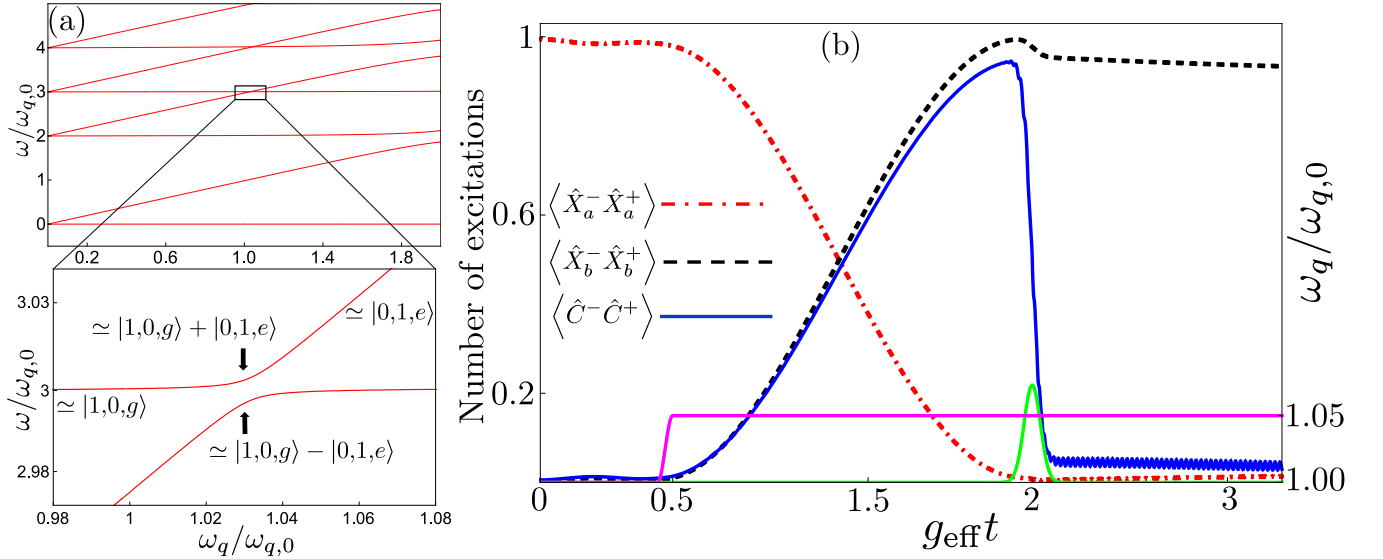 (a)
4
3
2
1
0
ω/ω_{q,0}
0.2
0.6
1.0
1.4
1.8
3.03
3
2.98
ω/ω_{q,0}
≃|1,0,g⟩ + |0,1,e⟩
≃|0,1,e⟩
≃|1,0,g⟩
≃|1,0,g⟩ − |0,1,e⟩
0.98
1
1.02
1.04
1.06
1.08
ω_q/ω_{q,0}
(b)
Number of excitations
1
0.6
0.2
⟨X̂_a^- X̂_a^+⟩
⟨X̂_b^- X̂_b^+⟩
⟨Ĉ^- Ĉ^+⟩
0
0.5
1.5
2
3
g_eff t
1.05
1.00
ω_q/ω_{q,0}